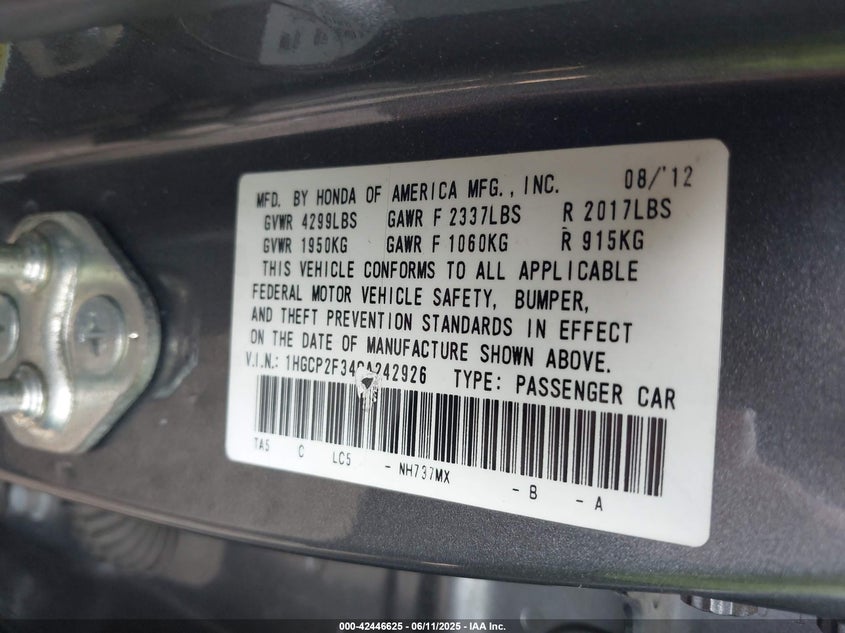 MFD. BY HONDA OF AMERICA MFG., INC. 08/'12
GVWR 4299LBS GAWR F 2337LBS R 2017LBS
GVWR 1950KG GAWR F 1060KG R 915KG
THIS VEHICLE CONFORMS TO ALL APPLICABLE
FEDERAL MOTOR VEHICLE SAFETY, BUMPER,
AND THEFT PREVENTION STANDARDS IN EFFECT
ON THE DATE OF MANUFACTURE SHOWN ABOVE.
V.I.N.: 1HGCP2F34CA242926 TYPE: PASSENGER CAR
TA5 C LC5 - NH737MX - B - A
000-42446625 - 06/11/2025 - IAA Inc.